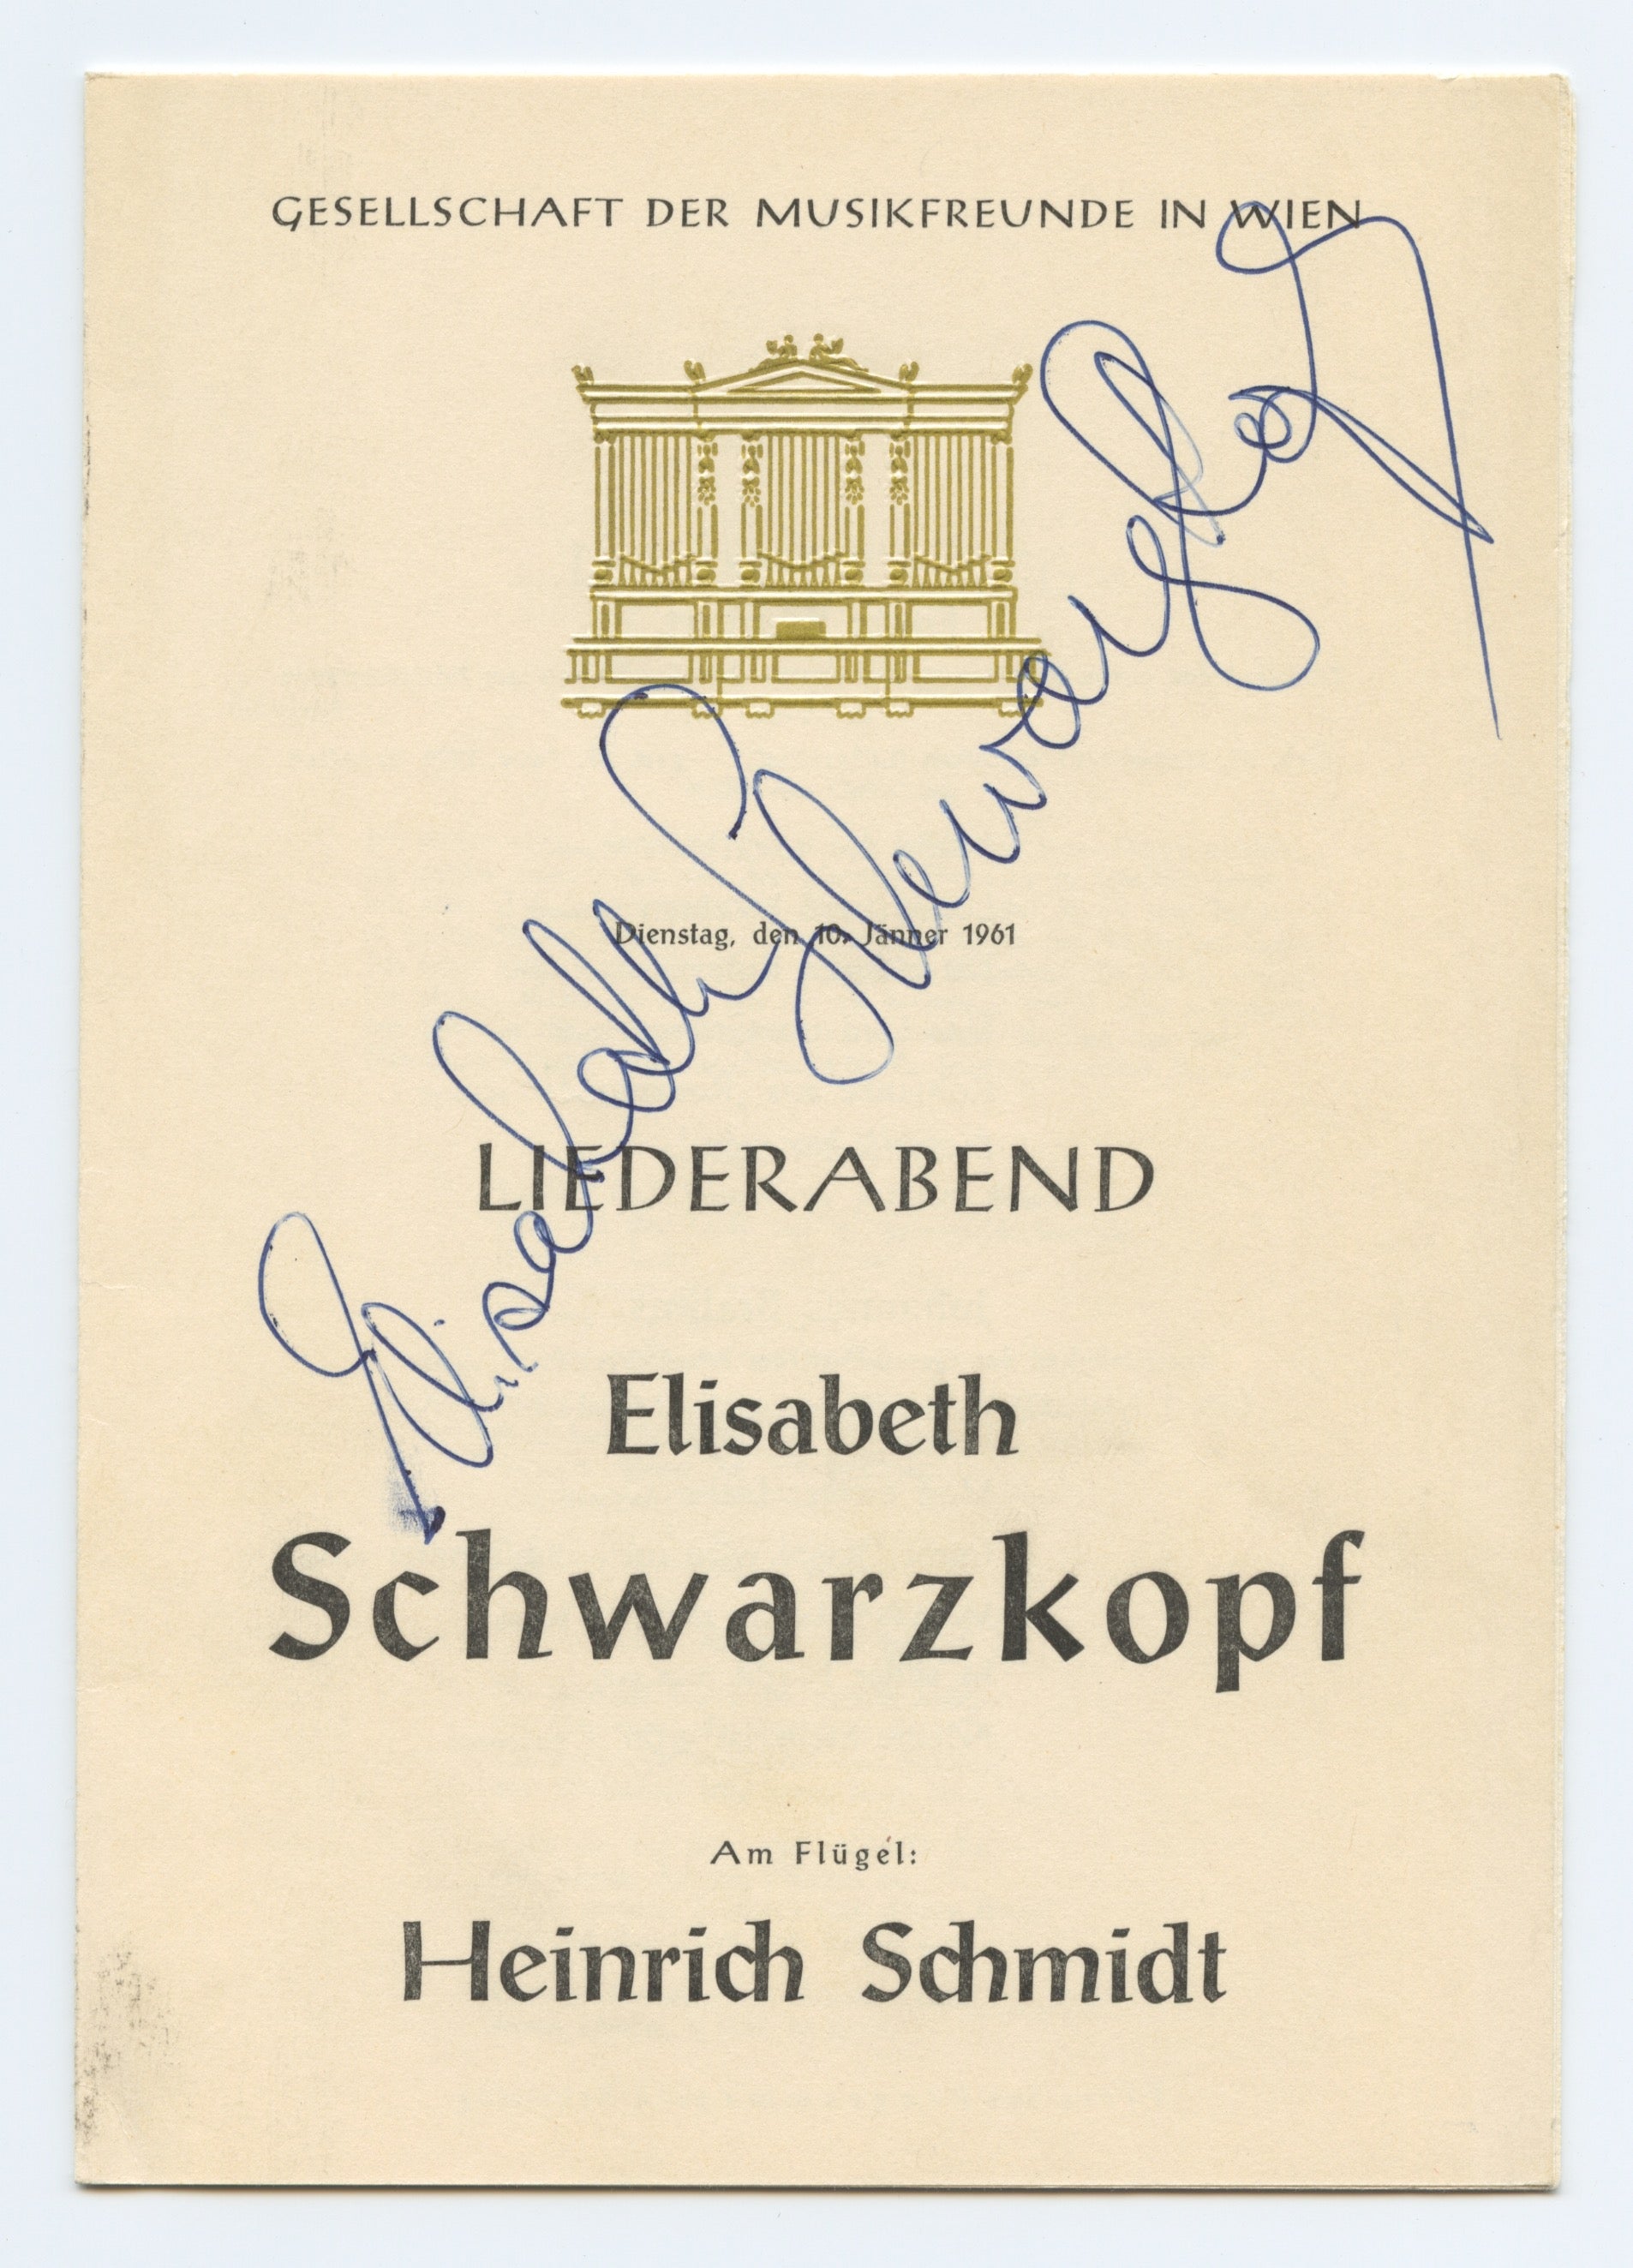 GESELLSCHAFT DER MUSIKFREUNDE IN WIEN
Dienstag, den 10. Jänner 1961
LIEDERABEND
Elisabeth Schwarzkopf
Elisabeth
Schwarzkopf
Am Flügel:
Heinrich Schmidt